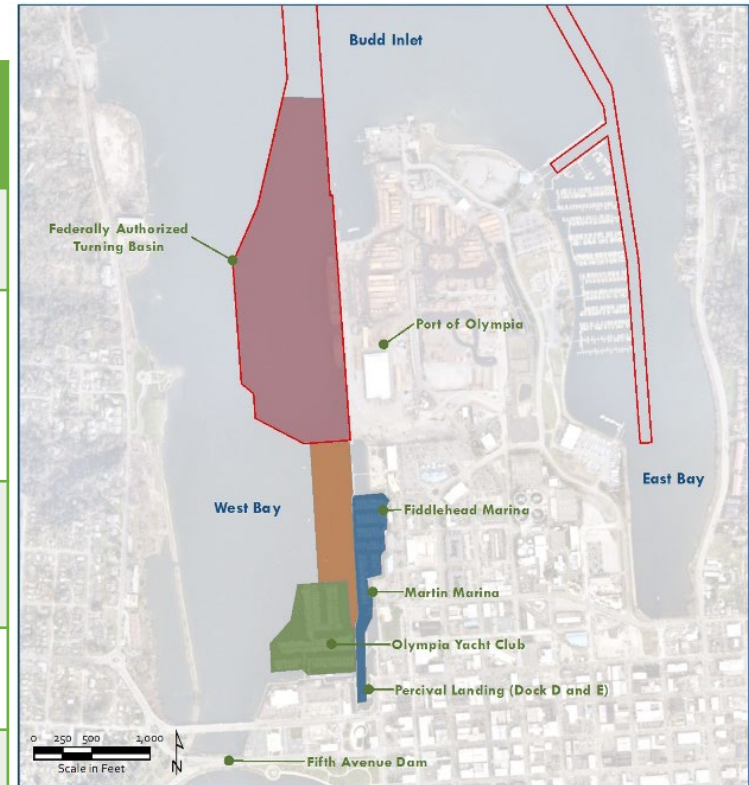 Budd Inlet
Federally Authorized
Turning Basin
Port of Olympia
East Bay
West Bay
Fiddlehead Marina
Martin Marina
Olympia Yacht Club
Percival Landing (Dock D and E)
0 250 500 1,000
Scale in Feet
N
Fifth Avenue Dam